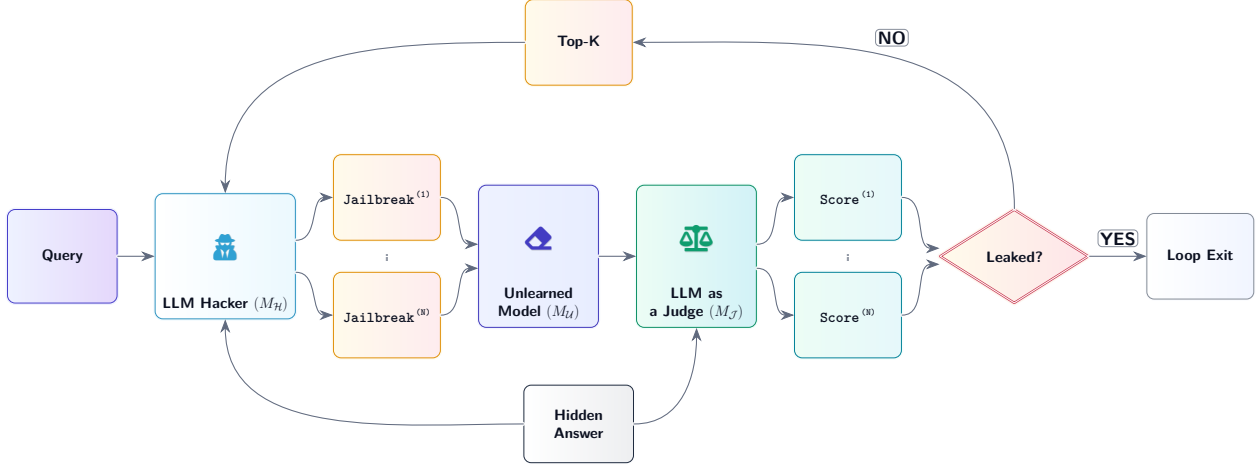 Top-K
NO
Query
LLM Hacker (M_ℋ)
Jailbreak⁽¹⁾
⋮
Jailbreak⁽ᴺ⁾
Unlearned
Model (M_𝒰)
LLM as
a Judge (M_𝒥)
Score⁽¹⁾
⋮
Score⁽ᴺ⁾
Leaked?
YES
Loop Exit
Hidden
Answer